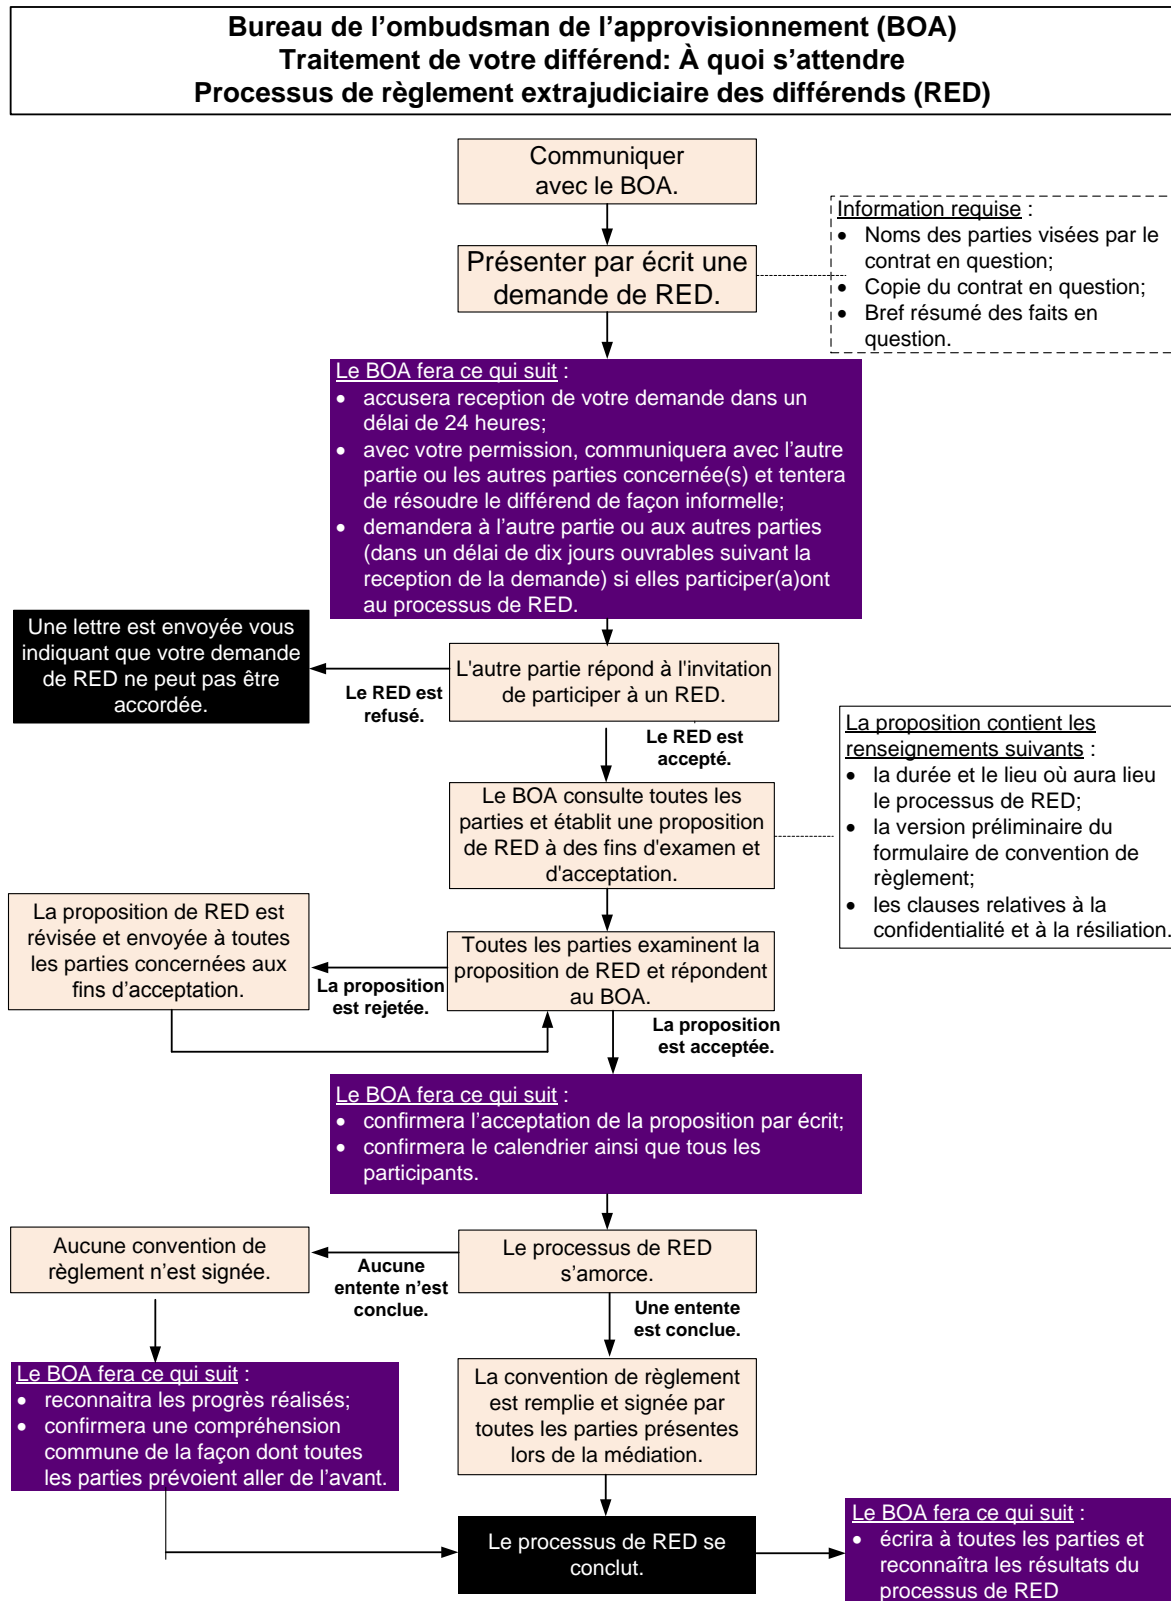 Bureau de l’ombudsman de l’approvisionnement (BOA)
Traitement de votre différend: À quoi s’attendre
Processus de règlement extrajudiciaire des différends (RED)
Communiquer
avec le BOA.
Présenter par écrit une
demande de RED.
Information requise :
• Noms des parties visées par le
contrat en question;
• Copie du contrat en question;
• Bref résumé des faits en
question.
Le BOA fera ce qui suit :
• accusera reception de votre demande dans un
délai de 24 heures;
• avec votre permission, communiquera avec l’autre
partie ou les autres parties concernée(s) et tentera
de résoudre le différend de façon informelle;
• demandera à l’autre partie ou aux autres parties
(dans un délai de dix jours ouvrables suivant la
reception de la demande) si elles participer(a)ont
au processus de RED.
Une lettre est envoyée vous
indiquant que votre demande
de RED ne peut pas être
accordée.
Le RED est
refusé.
L'autre partie répond à l'invitation
de participer à un RED.
Le RED est
accepté.
Le BOA consulte toutes les
parties et établit une proposition
de RED à des fins d'examen et
d'acceptation.
La proposition contient les
renseignements suivants :
• la durée et le lieu où aura lieu
le processus de RED;
• la version préliminaire du
formulaire de convention de
règlement;
• les clauses relatives à la
confidentialité et à la résiliation.
La proposition de RED est
révisée et envoyée à toutes
les parties concernées aux
fins d’acceptation.
La proposition
est rejetée.
Toutes les parties examinent la
proposition de RED et répondent
au BOA.
La proposition
est acceptée.
Le BOA fera ce qui suit :
• confirmera l’acceptation de la proposition par écrit;
• confirmera le calendrier ainsi que tous les
participants.
Aucune convention de
règlement n’est signée.
Aucune
entente n’est
conclue.
Le processus de RED
s’amorce.
Une entente
est conclue.
Le BOA fera ce qui suit :
• reconnaitra les progrès réalisés;
• confirmera une compréhension
commune de la façon dont toutes
les parties prévoient aller de l’avant.
La convention de règlement
est remplie et signée par
toutes les parties présentes
lors de la médiation.
Le processus de RED se
conclut.
Le BOA fera ce qui suit :
• écrira à toutes les parties et
reconnaîtra les résultats du
processus de RED